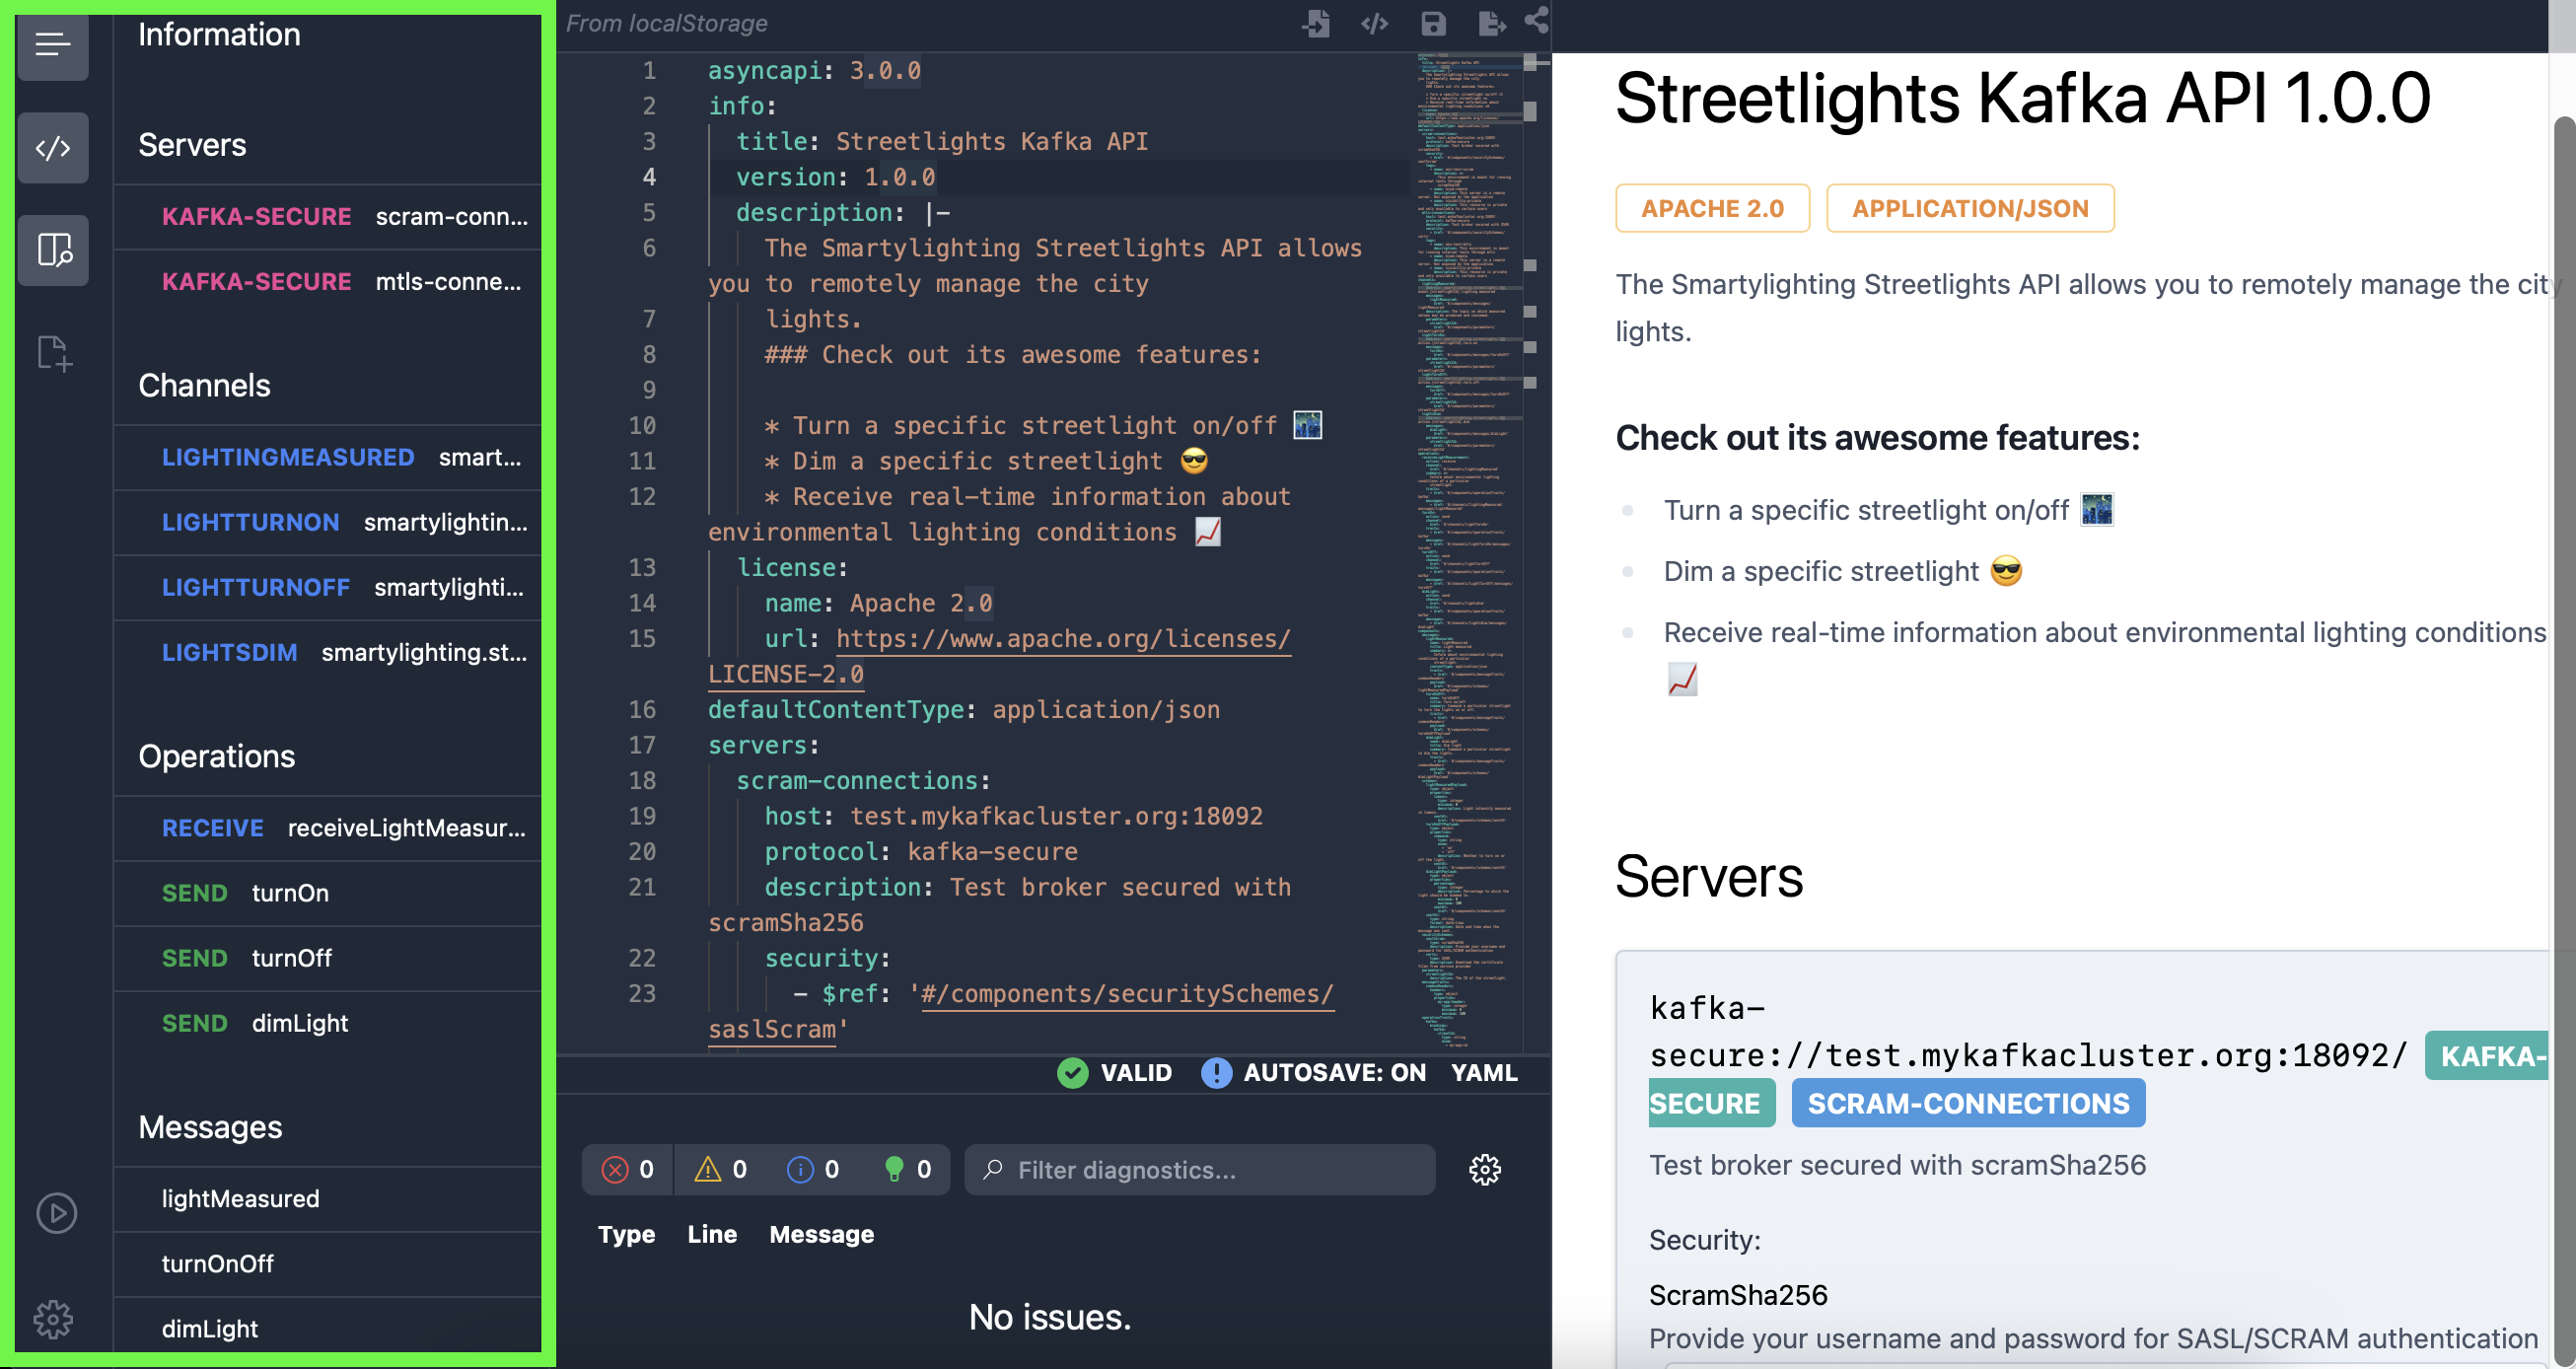 Information
Servers
KAFKA-SECURE scram-conn...
KAFKA-SECURE mtls-conne...
Channels
LIGHTINGMEASURED smart...
LIGHTTURNON smartylightin...
LIGHTTURNOFF smartylighti...
LIGHTSDIM smartylighting.st...
Operations
RECEIVE receiveLightMeasur...
SEND turnOn
SEND turnOff
SEND dimLight
Messages
lightMeasured
turnOnOff
dimLight
From localStorage
1 asyncapi: 3.0.0
2 info:
3 title: Streetlights Kafka API
4 version: 1.0.0
5 description: |-
6 The Smartylighting Streetlights API allows
you to remotely manage the city
7 lights.
8 ### Check out its awesome features:
9
10 * Turn a specific streetlight on/off 🌃
11 * Dim a specific streetlight 😎
12 * Receive real-time information about
environmental lighting conditions 📈
13 license:
14 name: Apache 2.0
15 url: https://www.apache.org/licenses/
LICENSE-2.0
16 defaultContentType: application/json
17 servers:
18 scram-connections:
19 host: test.mykafkacluster.org:18092
20 protocol: kafka-secure
21 description: Test broker secured with
scramSha256
22 security:
23 - $ref: '#/components/securitySchemes/
saslScram'
VALID AUTOSAVE: ON YAML
0 0 0 0 Filter diagnostics...
Type Line Message
No issues.
Streetlights Kafka API 1.0.0
APACHE 2.0 APPLICATION/JSON
The Smartylighting Streetlights API allows you to remotely manage the city
lights.
Check out its awesome features:
Turn a specific streetlight on/off 🌃
Dim a specific streetlight 😎
Receive real-time information about environmental lighting conditions
📈
Servers
kafka-
secure://test.mykafkacluster.org:18092/ KAFKA-
SECURE SCRAM-CONNECTIONS
Test broker secured with scramSha256
Security:
ScramSha256
Provide your username and password for SASL/SCRAM authentication